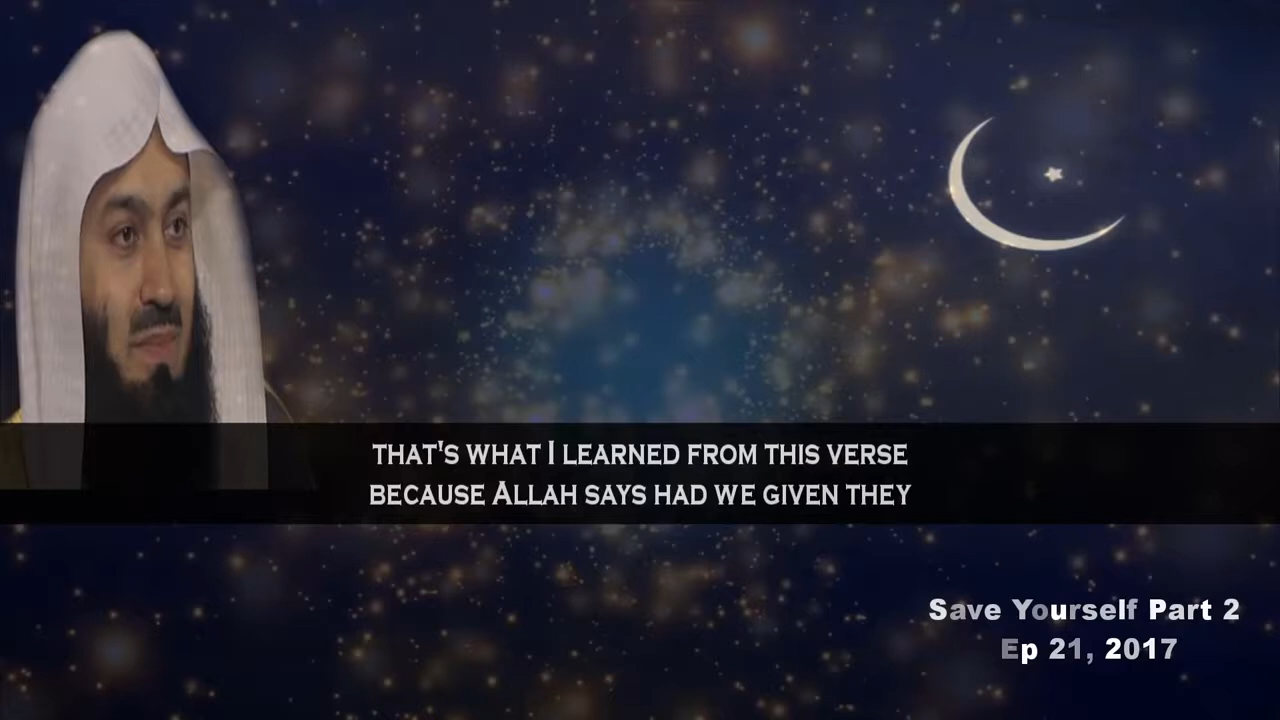 THAT'S WHAT I LEARNED FROM THIS VERSE
BECAUSE ALLAH SAYS HAD WE GIVEN THEY
Save Yourself Part 2
Ep 21, 2017